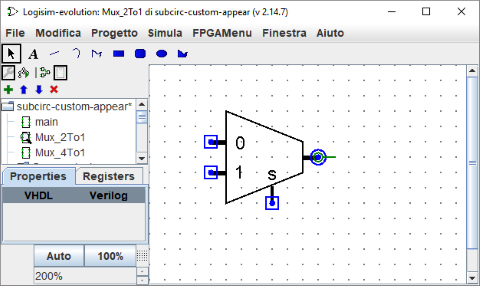 Logisim-evolution: Mux_2To1 di subcirc-custom-appear (v 2.14.7)
File Modifica Progetto Simula FPGAMenu Finestra Aiuto
A
subcirc-custom-appear*
main
Mux_2To1
Mux_4To1
Properties Registers
VHDL Verilog
Auto 100%
200%
0
1
s